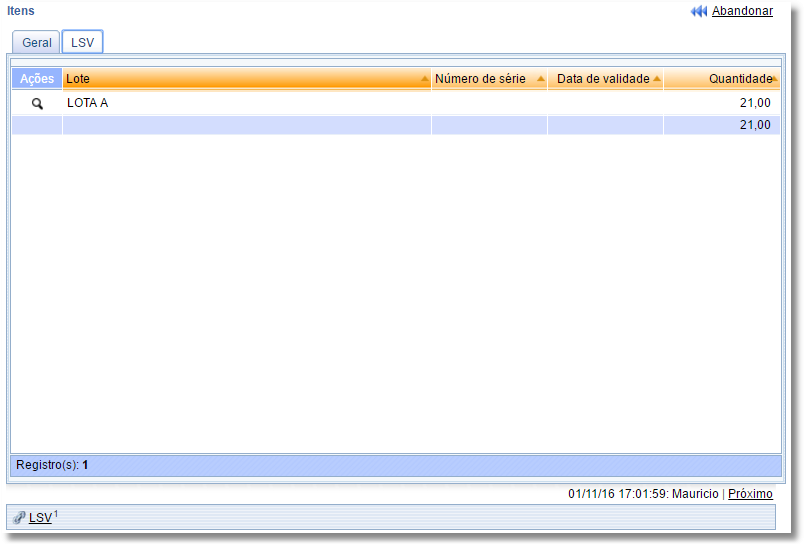 Itens Abandonar
Geral LSV
Ações Lote Número de série Data de validade Quantidade
LOTA A 21,00
21,00
Registro(s): 1
01/11/16 17:01:59: Mauricio | Próximo
LSV 1